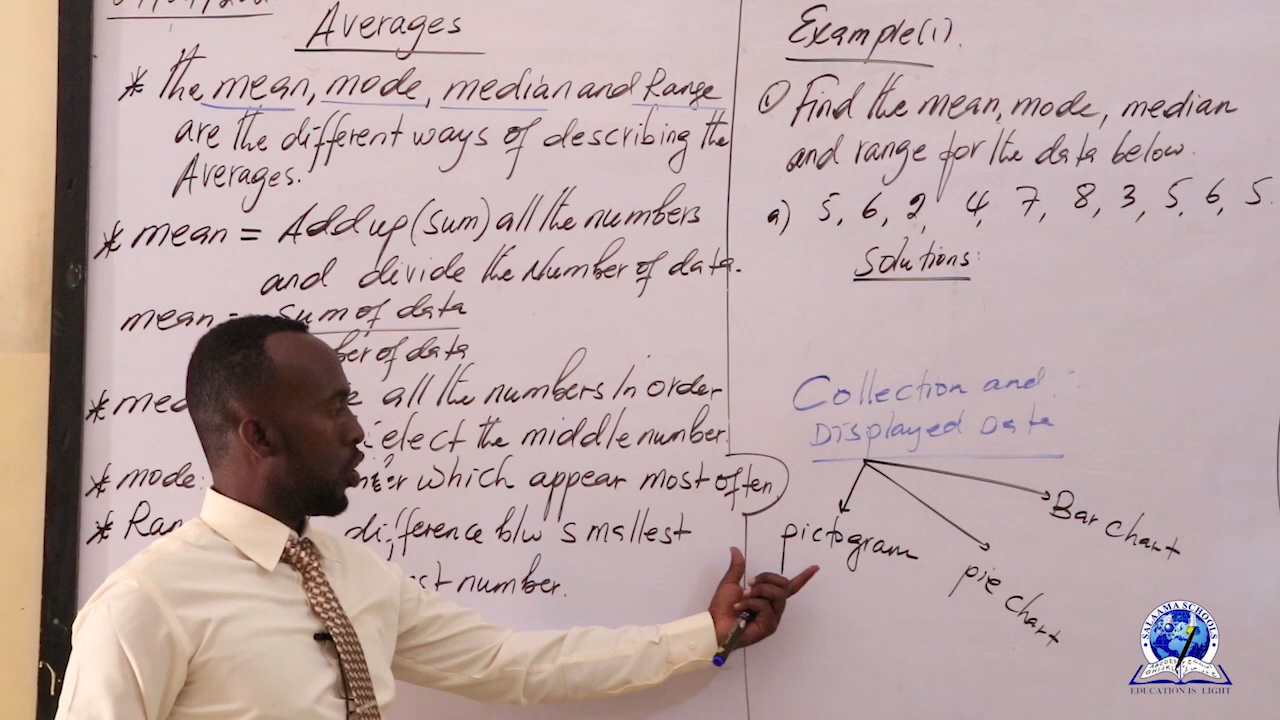 Averages
* The mean, mode, median and Range
are the different ways of describing the
Averages.
* mean = Add up (sum) all the numbers
and divide the Number of data.
mean = sum of data
ber of data
* med all the numbers In order
select the middle number.
* mode: which appear most often
* Ran difference b/w smallest
st number.
Example (1).
① Find the mean, mode, median
and range for the data below.
a) 5, 6, 2, 4, 7, 8, 3, 5, 6, 5.
Solutions:
Collection and
Displayed Data
Bar chart
pictogram
pie chart
SALAAMA SCHOOLS
EDUCATION IS LIGHT